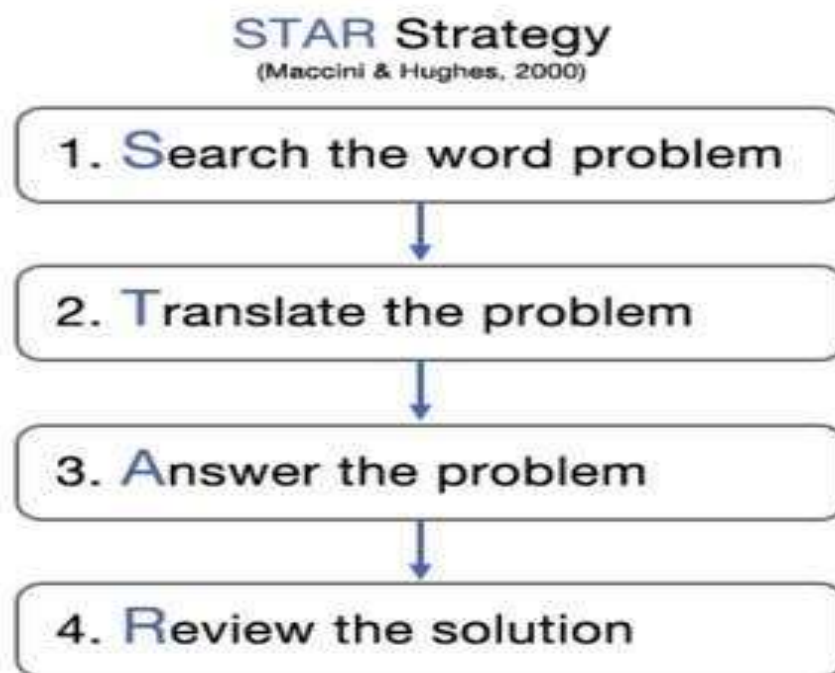 STAR Strategy
(Maccini & Hughes, 2000)
1. Search the word problem
2. Translate the problem
3. Answer the problem
4. Review the solution